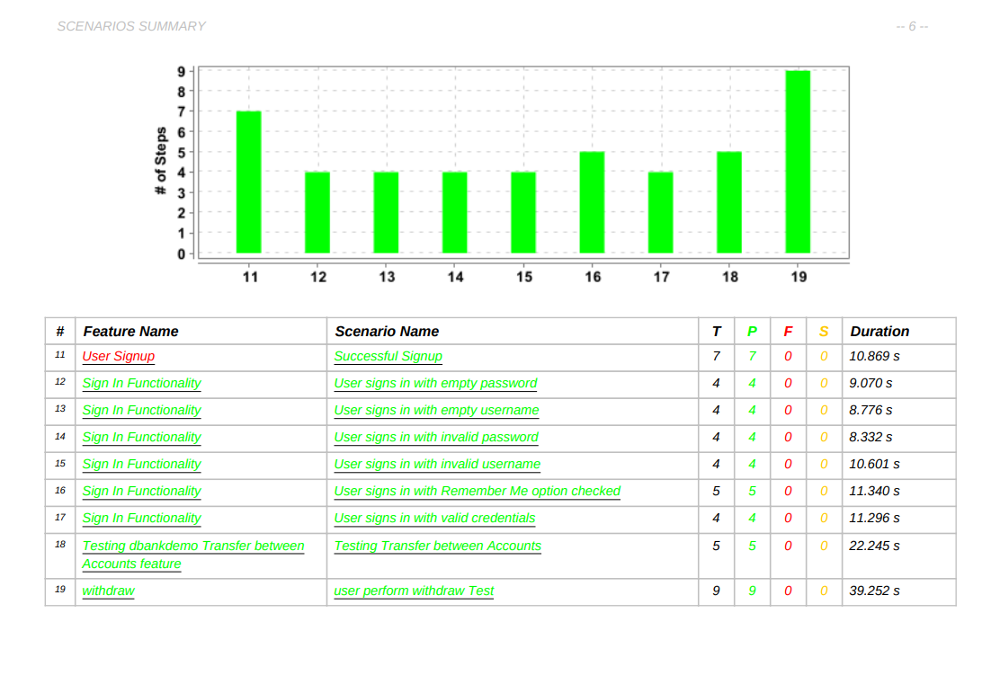 SCENARIOS SUMMARY -- 6 --
9
8
7
6
5
4
3
2
1
0
# of Steps
11 12 13 14 15 16 17 18 19
# Feature Name Scenario Name T P F S Duration
11 User Signup Successful Signup 7 7 0 0 10.869 s
12 Sign In Functionality User signs in with empty password 4 4 0 0 9.070 s
13 Sign In Functionality User signs in with empty username 4 4 0 0 8.776 s
14 Sign In Functionality User signs in with invalid password 4 4 0 0 8.332 s
15 Sign In Functionality User signs in with invalid username 4 4 0 0 10.601 s
16 Sign In Functionality User signs in with Remember Me option checked 5 5 0 0 11.340 s
17 Sign In Functionality User signs in with valid credentials 4 4 0 0 11.296 s
18 Testing dbankdemo Transfer between Testing Transfer between Accounts 5 5 0 0 22.245 s
Accounts feature
19 withdraw user perform withdraw Test 9 9 0 0 39.252 s